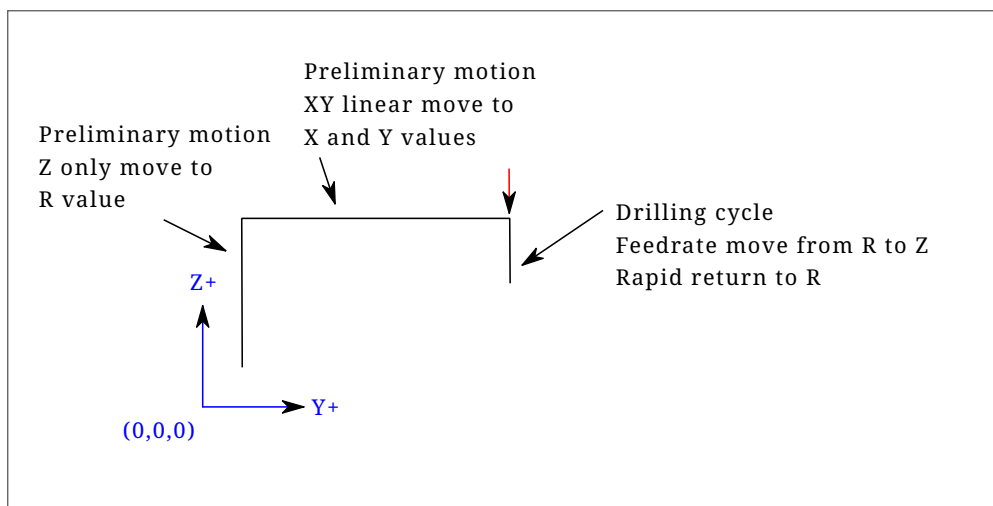 Preliminary motion
XY linear move to
X and Y values
Preliminary motion
Z only move to
R value
Drilling cycle
Feedrate move from R to Z
Rapid return to R
Z+
Y+
(0,0,0)